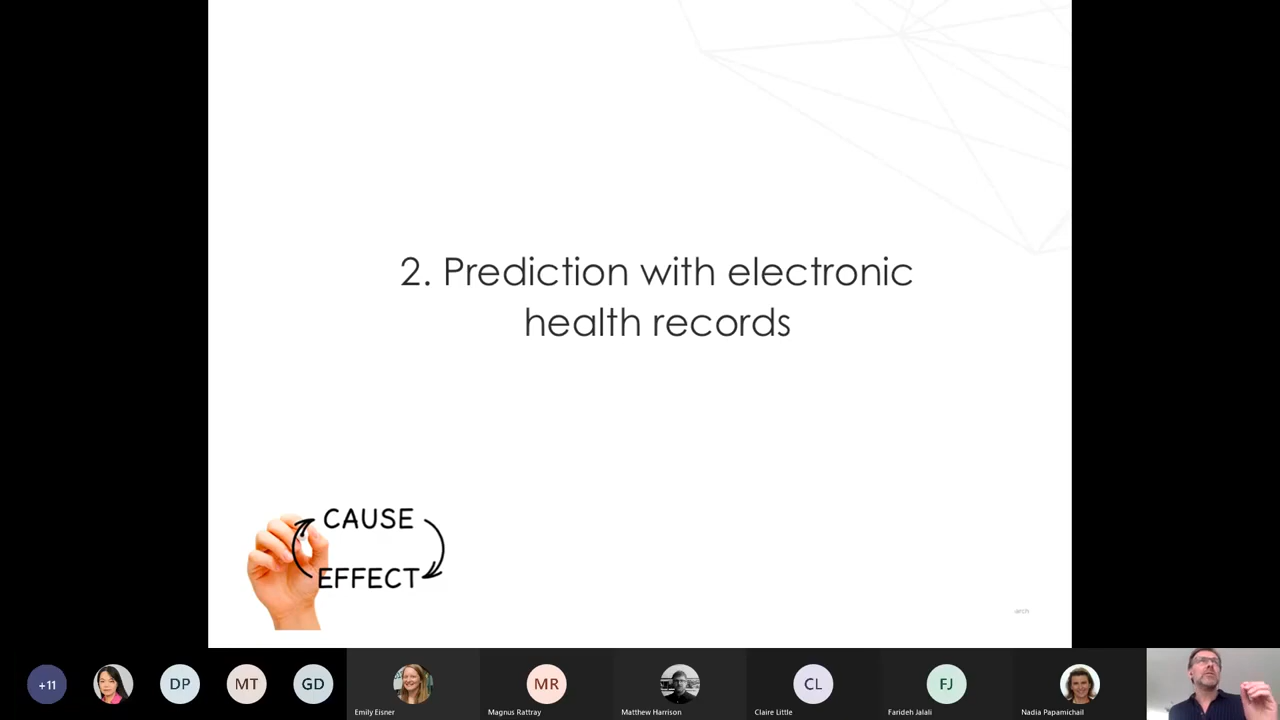 2. Prediction with electronic
health records
CAUSE
EFFECT
+11
DP
MT
GD
MR
CL
FJ
Emily Eisner
Magnus Rattray
Matthew Harrison
Claire Little
Farideh Jalali
Nadia Papamichail